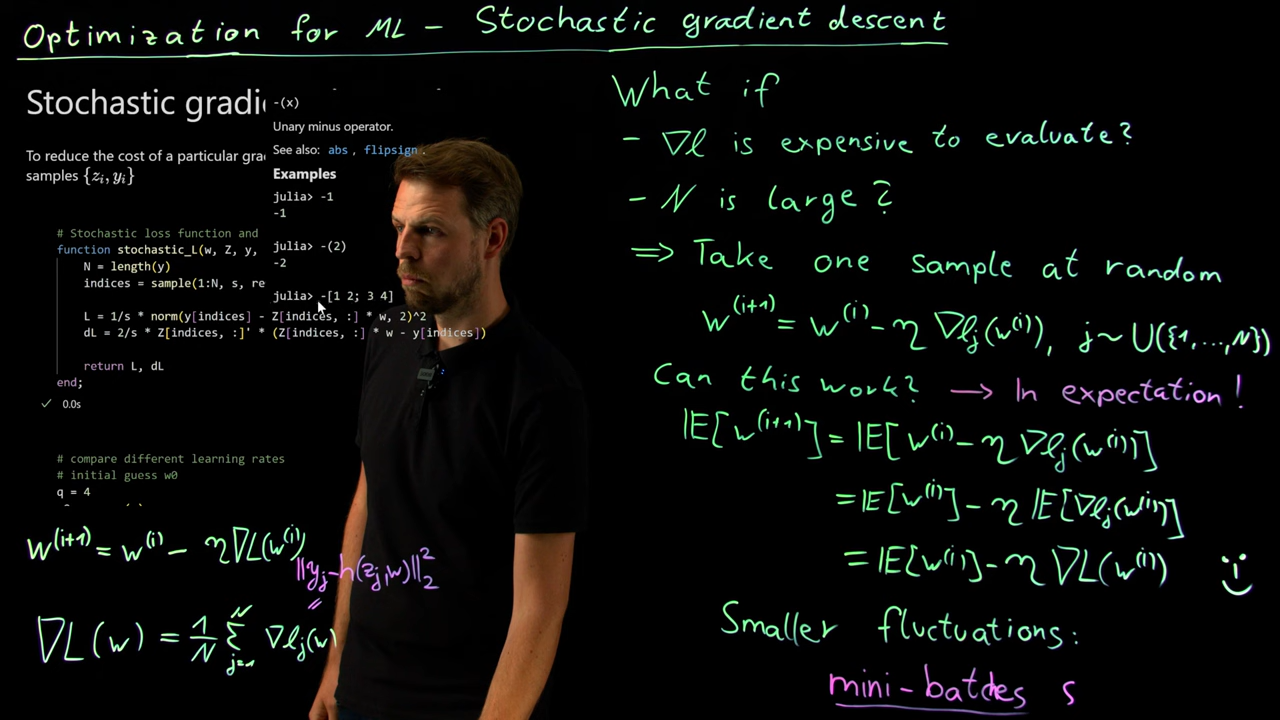 Optimization for ML - Stochastic gradient descent
Stochastic gradi
To reduce the cost of a particular gra
samples {z_i, y_i}
# Stochastic loss function and
function stochastic_L(w, Z, y,
N = length(y)
indices = sample(1:N, s, re
L = 1/s * norm(y[indices] - Z[indices, :] * w, 2)^2
dL = 2/s * Z[indices, :]' * (Z[indices, :] * w - y[indices])
return L, dL
end;
✓ 0.0s
# compare different learning rates
# initial guess w0
q = 4
-(x)
Unary minus operator.
See also: abs, flipsign.
Examples
julia> -1
-1
julia> -(2)
-2
julia> -[1 2; 3 4]
w^(i+1) = w^(i) - η∇L(w^(i))
||y_j - h(z_j, w)||_2^2
=
∇L(w) = 1/N Σ_{j=1}^N ∇l_j(w)
What if
- ∇l is expensive to evaluate?
- N is large?
⇒ Take one sample at random
w^(i+1) = w^(i) - η ∇l_j(w^(i)), j ~ U({1,...,N})
Can this work? → In expectation!
𝔼[w^(i+1)] = 𝔼[w^(i) - η ∇l_j(w^(i))]
= 𝔼[w^(i)] - η 𝔼[∇l_j(w^(i))]
= 𝔼[w^(i)] - η ∇L(w^(i))
Smaller fluctuations:
mini-batches s